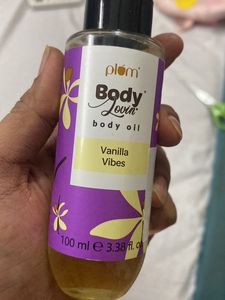 plum
Body
Lovin'
body oil
Vanilla
Vibes
100 ml e 3.38 fl. oz